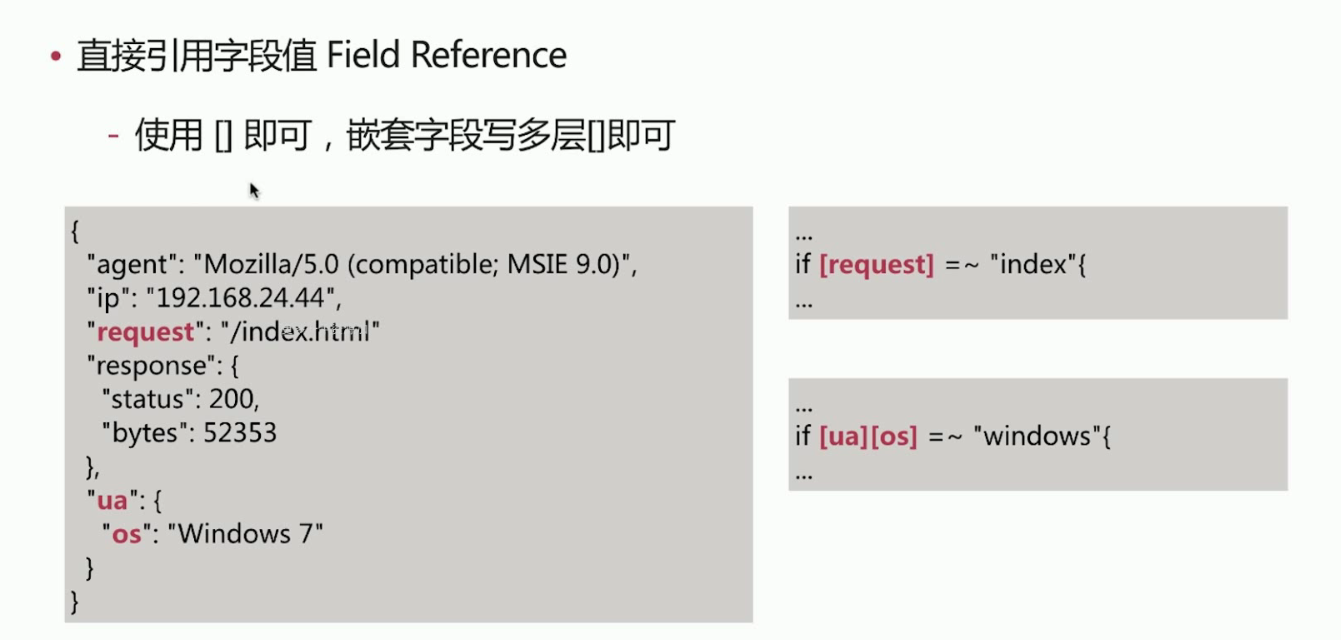 • 直接引用字段值 Field Reference
- 使用 [] 即可，嵌套字段写多层[]即可
{
"agent": "Mozilla/5.0 (compatible; MSIE 9.0)",
"ip": "192.168.24.44",
"request": "/index.html"
"response": {
"status": 200,
"bytes": 52353
},
"ua": {
"os": "Windows 7"
}
}
...
if [request] =~ "index"{
...
...
if [ua][os] =~ "windows"{
...